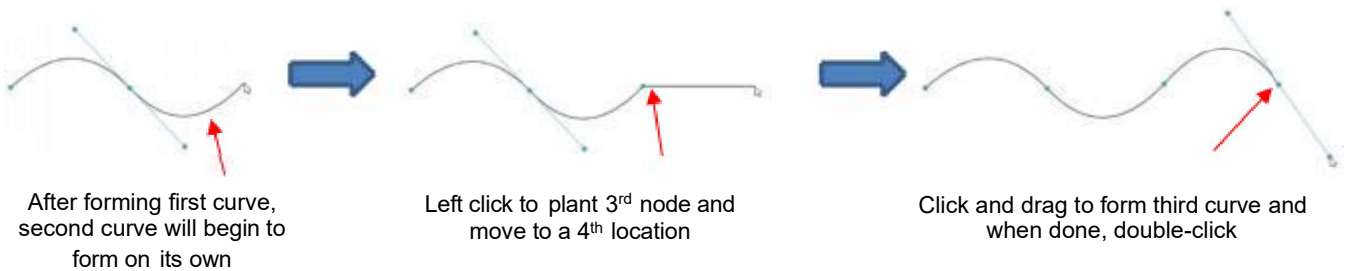 After forming first curve,
second curve will begin to
form on its own
Left click to plant 3rd node and
move to a 4th location
Click and drag to form third curve and
when done, double-click